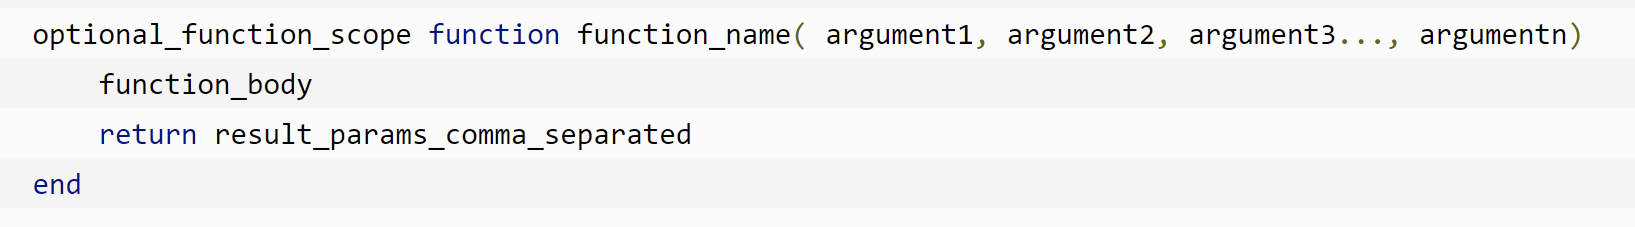 optional_function_scope function function_name( argument1, argument2, argument3..., argumentn)
function_body
return result_params_comma_separated
end